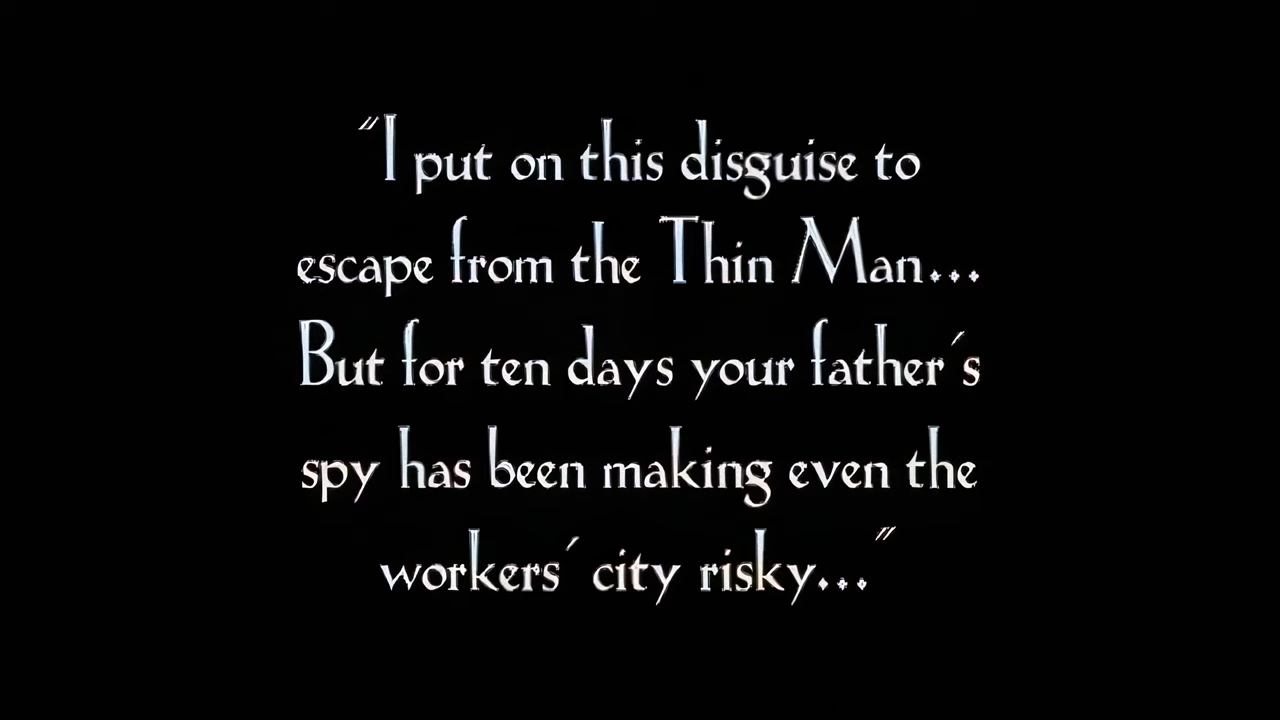 "I put on this disguise to
escape from the Thin Man...
But for ten days your father's
spy has been making even the
workers' city risky..."